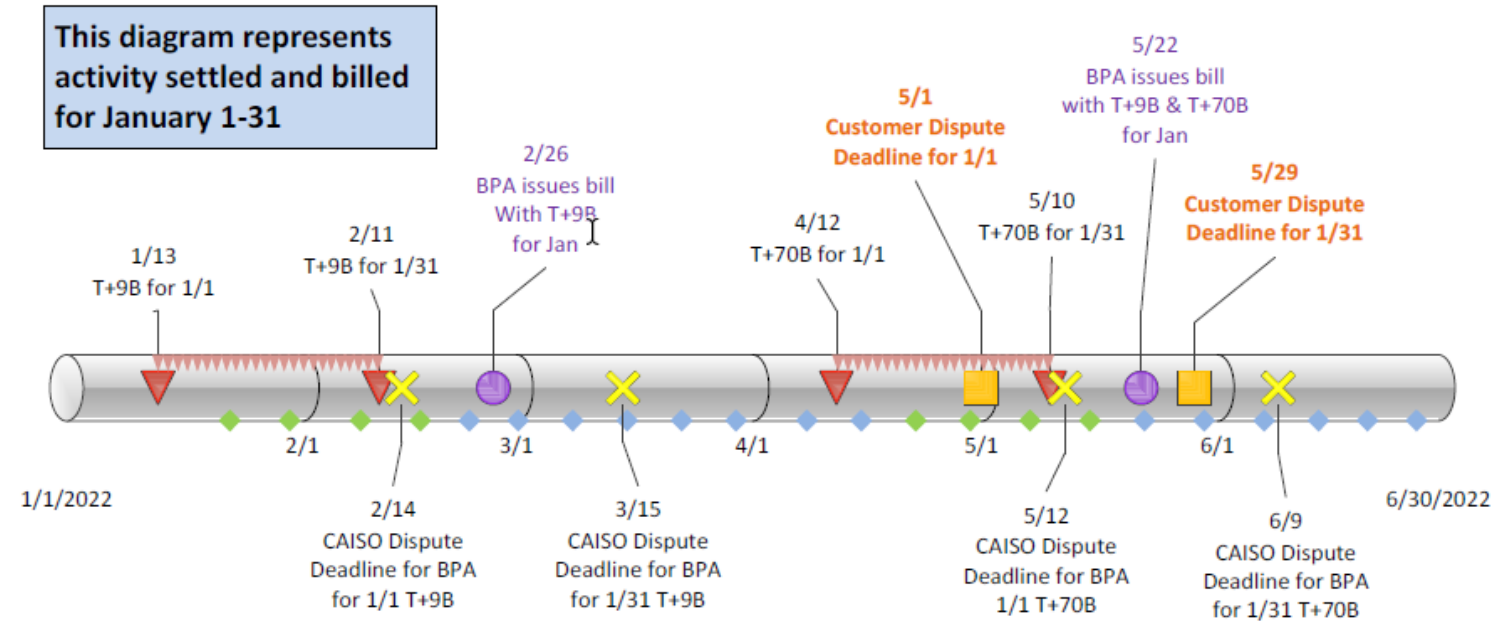 This diagram represents
activity settled and billed
for January 1-31
1/13
T+9B for 1/1
2/11
T+9B for 1/31
2/26
BPA issues bill
With T+9B
for Jan
4/12
T+70B for 1/1
5/1
Customer Dispute
Deadline for 1/1
5/10
T+70B for 1/31
5/22
BPA issues bill
with T+9B & T+70B
for Jan
5/29
Customer Dispute
Deadline for 1/31
2/1
3/1
4/1
5/1
6/1
1/1/2022
6/30/2022
2/14
CAISO Dispute
Deadline for BPA
for 1/1 T+9B
3/15
CAISO Dispute
Deadline for BPA
for 1/31 T+9B
5/12
CAISO Dispute
Deadline for BPA
1/1 T+70B
6/9
CAISO Dispute
Deadline for BPA
for 1/31 T+70B